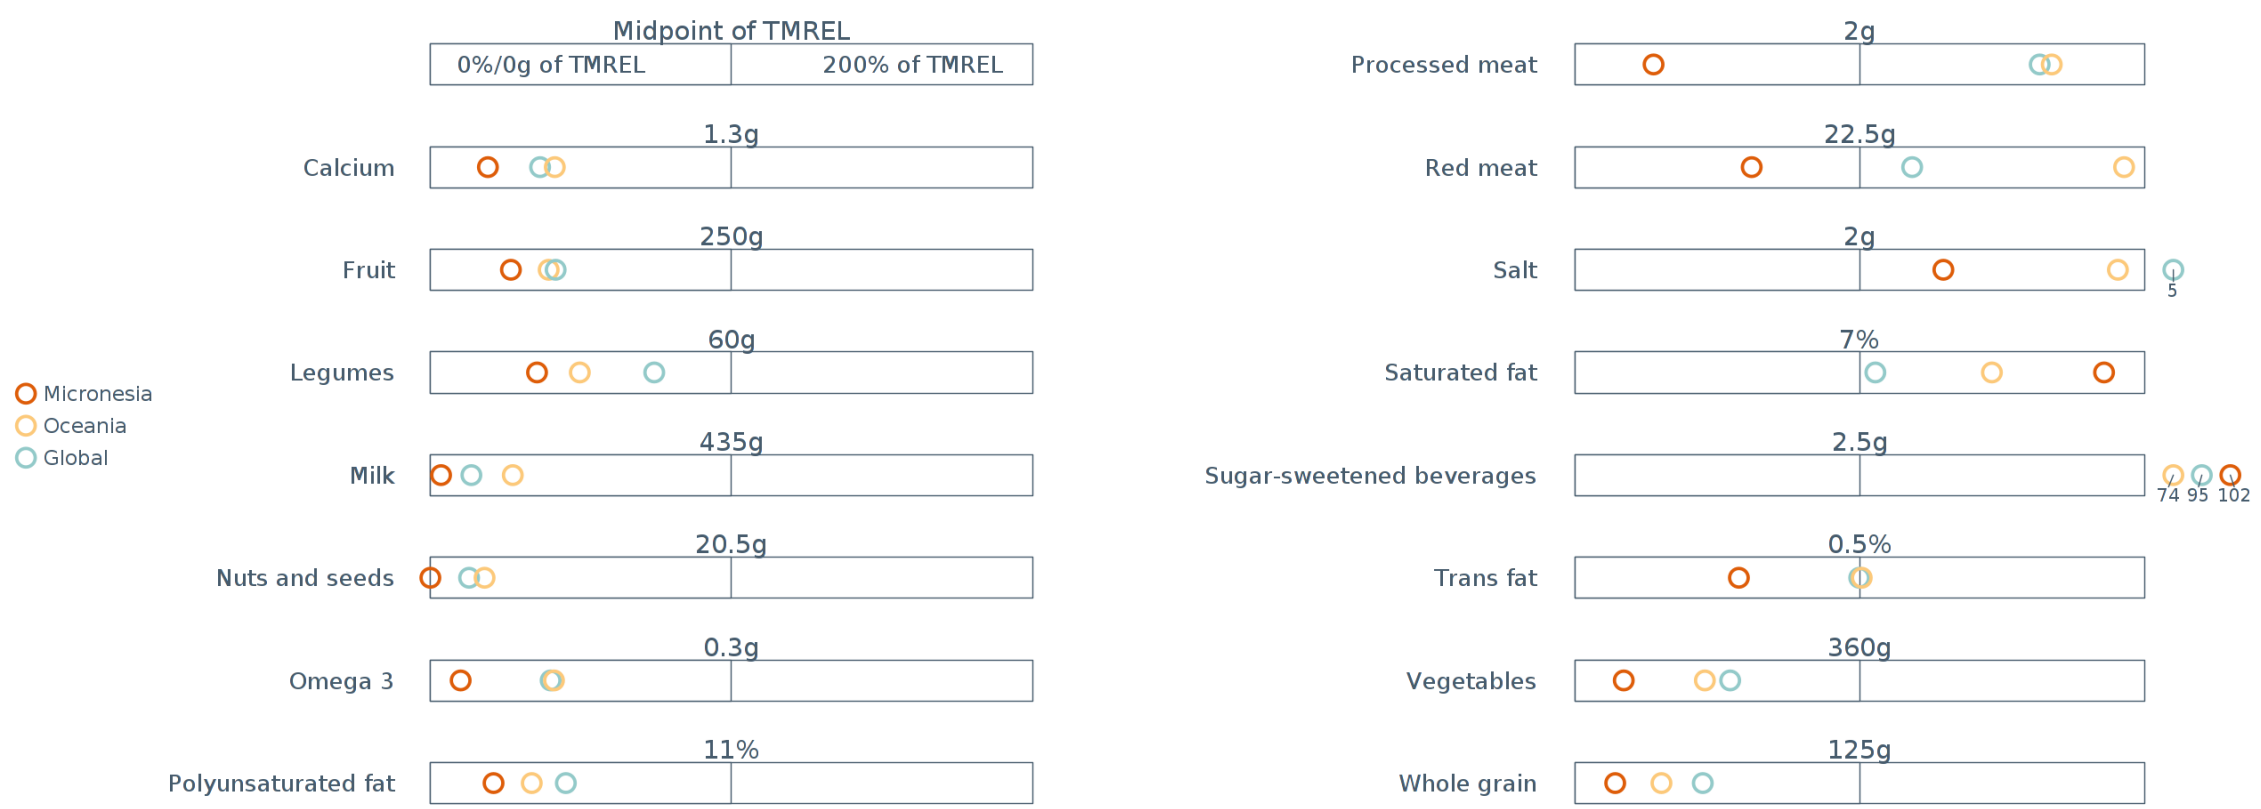 Midpoint of TMREL
0%/0g of TMREL 200% of TMREL
1.3g
Calcium
250g
Fruit
60g
Legumes
435g
Milk
20.5g
Nuts and seeds
0.3g
Omega 3
11%
Polyunsaturated fat
Micronesia
Oceania
Global
2g
Processed meat
22.5g
Red meat
2g
Salt
5
7%
Saturated fat
2.5g
Sugar-sweetened beverages
74 95 102
0.5%
Trans fat
360g
Vegetables
125g
Whole grain